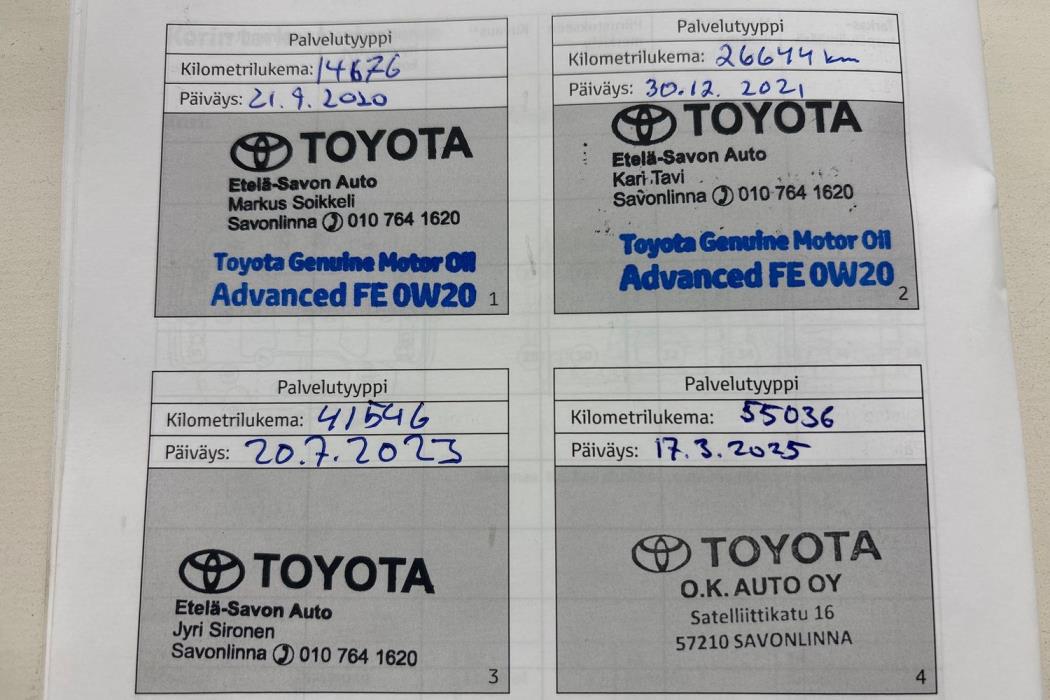 Palvelutyyppi
Kilometrilukema: 14676
Päiväys: 21.9.2020
TOYOTA
Etelä-Savon Auto
Markus Soikkeli
Savonlinna 010 764 1620
Toyota Genuine Motor Oil
Advanced FE 0W20
1
Palvelutyyppi
Kilometrilukema: 26644 km
Päiväys: 30.12. 2021
TOYOTA
Etelä-Savon Auto
Kari Tavi
Savonlinna 010 764 1620
Toyota Genuine Motor Oil
Advanced FE 0W20
2
Palvelutyyppi
Kilometrilukema: 41546
Päiväys: 20.7.2023
TOYOTA
Etelä-Savon Auto
Jyri Sironen
Savonlinna 010 764 1620
3
Palvelutyyppi
Kilometrilukema: 55036
Päiväys: 17.3.2025
TOYOTA
O.K. AUTO OY
Satelliittikatu 16
57210 SAVONLINNA
4